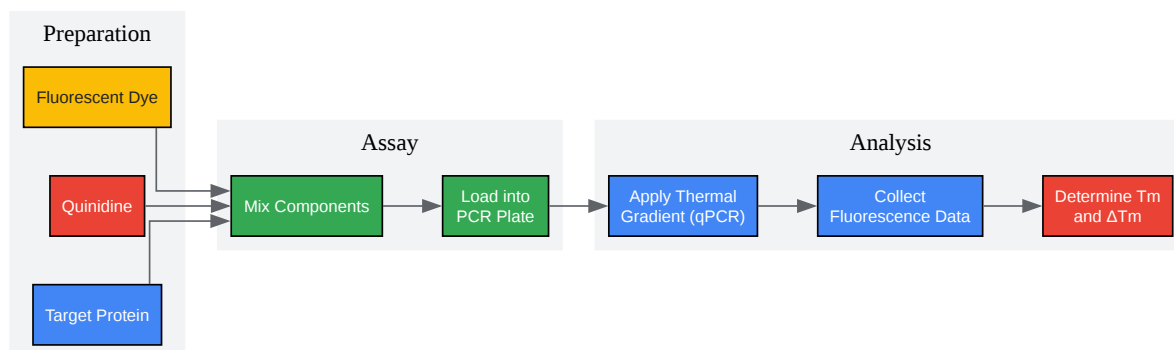 Preparation
Fluorescent Dye
Quinidine
Target Protein
Assay
Mix Components
Load into
PCR Plate
Analysis
Apply Thermal
Gradient (qPCR)
Collect
Fluorescence Data
Determine Tm
and ΔTm